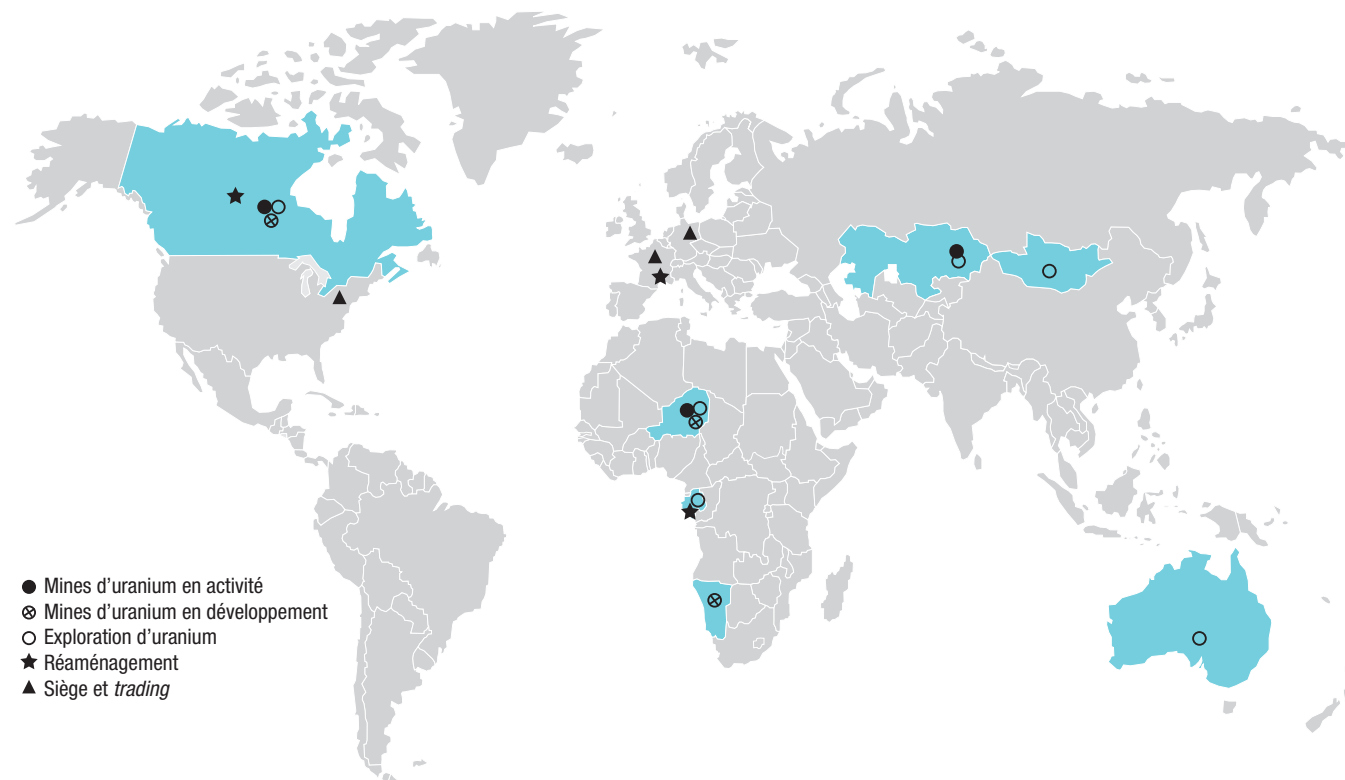 Mines d'uranium en activité
Mines d'uranium en développement
Exploration d'uranium
Réaménagement
Siège et trading